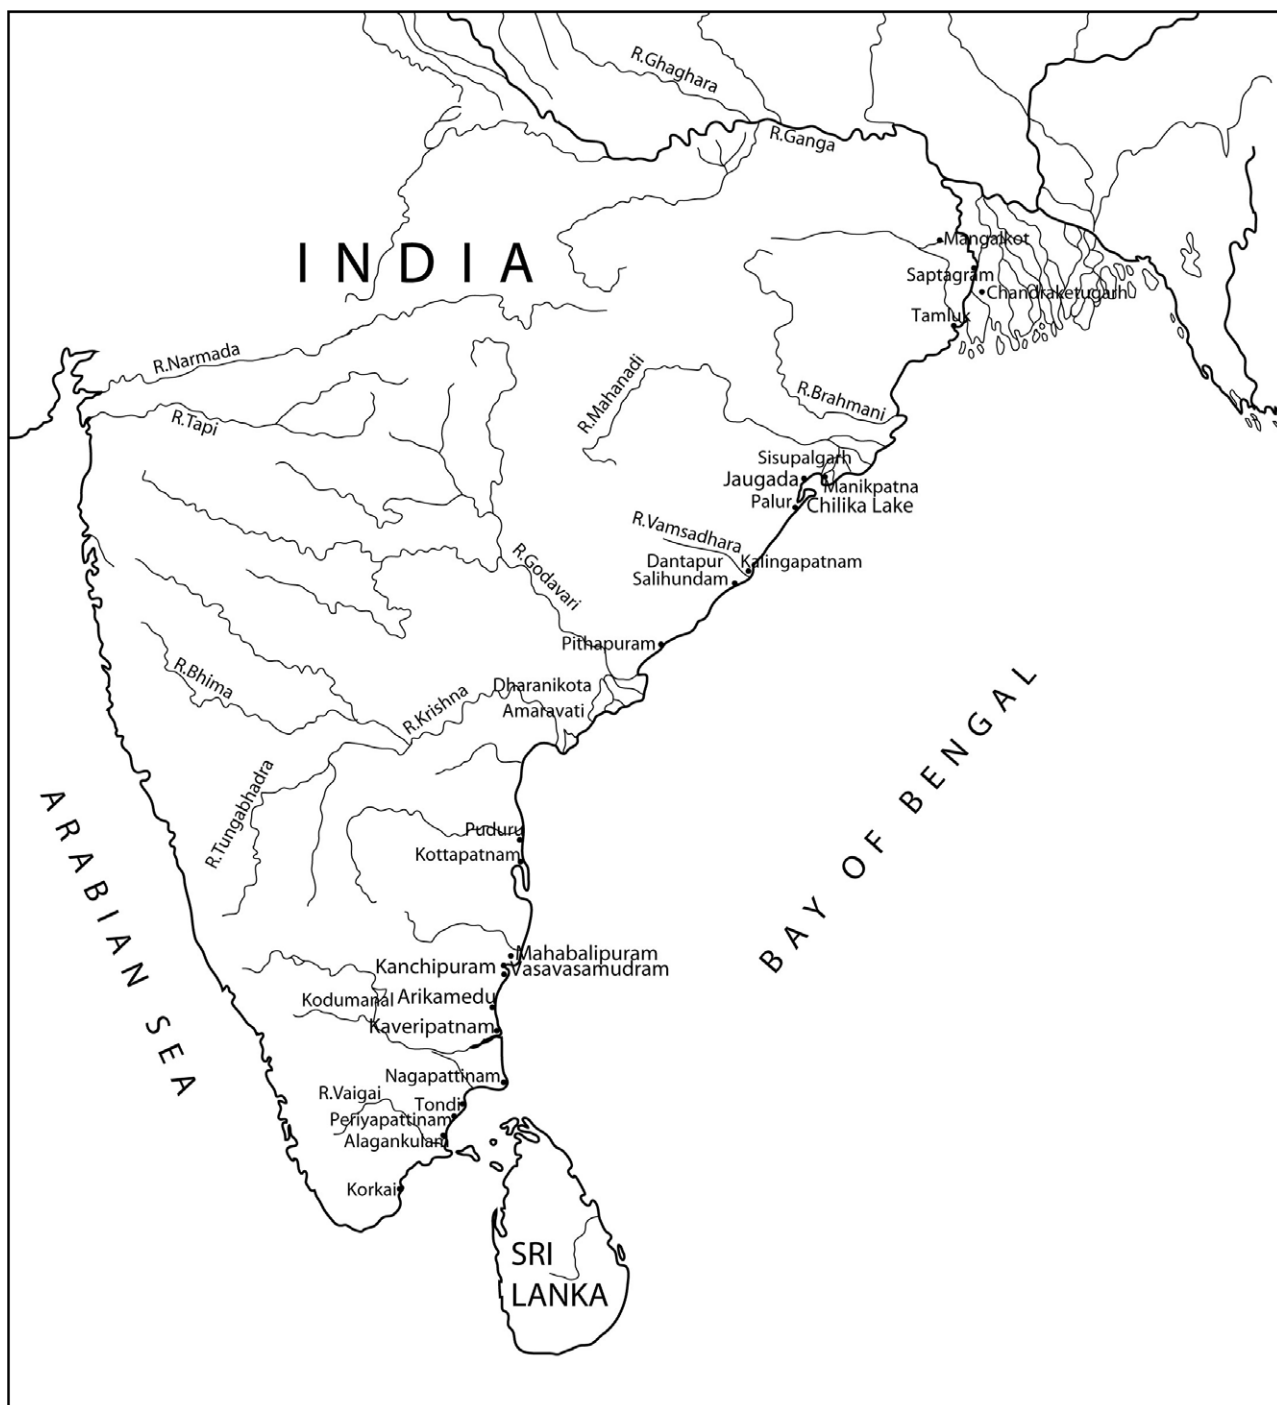 R.Ghaghara
R.Ganga
INDIA
Mangalkot
Saptagram
Chandraketugarh
Tamluk
R.Narmada
R.Mahanadi
R.Brahmani
R.Tapi
Sisupalgarh
Jaugada
Manikpatna
Palur
Chilika Lake
R.Vamsadhara
R.Godavari
Dantapur
Kalingapatnam
Salihundam
Pithapuram
R.Bhima
Dharanikota
R.Krishna
Amaravati
R.Tungabhadra
ARABIAN SEA
BAY OF BENGAL
Puduru
Kottapatnam
Mahabalipuram
Kanchipuram
Vasavasamudram
Kodumanal
Arikamedu
Kaveripatnam
Nagapattinam
R.Vaigai
Tondi
Periyapattinam
Alagankulam
Korkai
SRI
LANKA